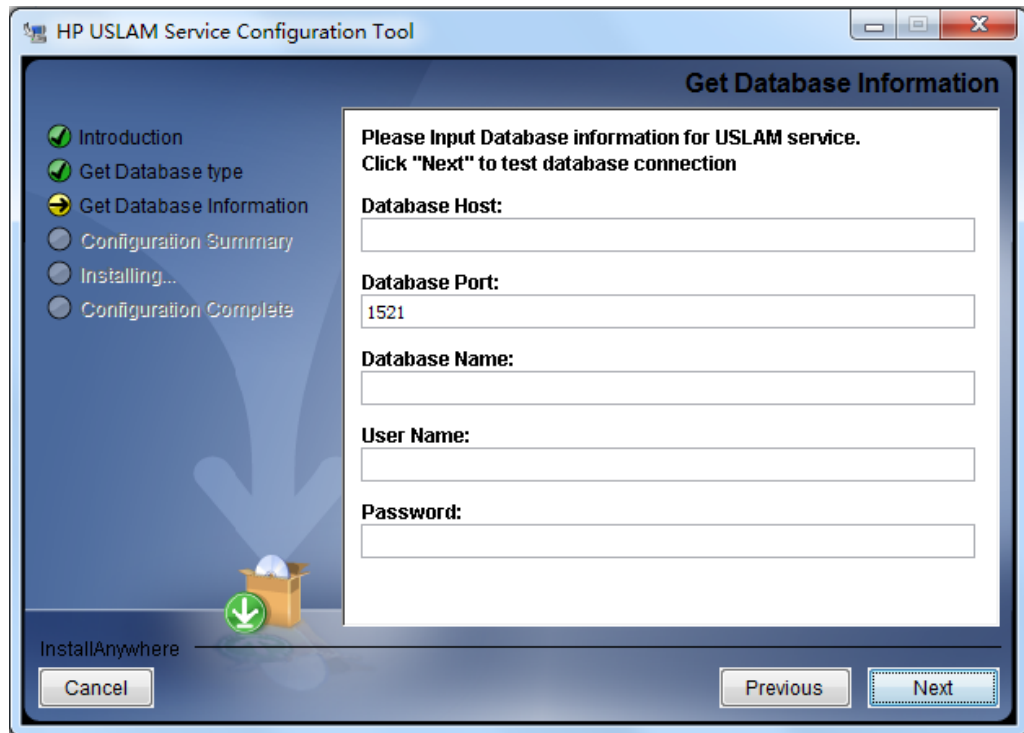 HP USLAM Service Configuration Tool
Get Database Information
Introduction
Get Database type
Get Database Information
Configuration Summary
Installing...
Configuration Complete
Please Input Database information for USLAM service.
Click "Next" to test database connection
Database Host:
Database Port:
1521
Database Name:
User Name:
Password:
InstallAnywhere
Cancel
Previous
Next